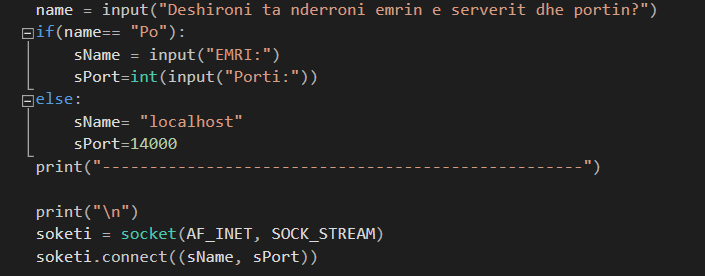 name = input("Deshironi ta nderroni emrin e serverit dhe portin?")
if(name== "Po"):
    sName = input("EMRI:")
    sPort=int(input("Porti:"))
else:
    sName= "localhost"
    sPort=14000
print("---------------------------------------------------")
print("\n")
soketi = socket(AF_INET, SOCK_STREAM)
soketi.connect((sName, sPort))